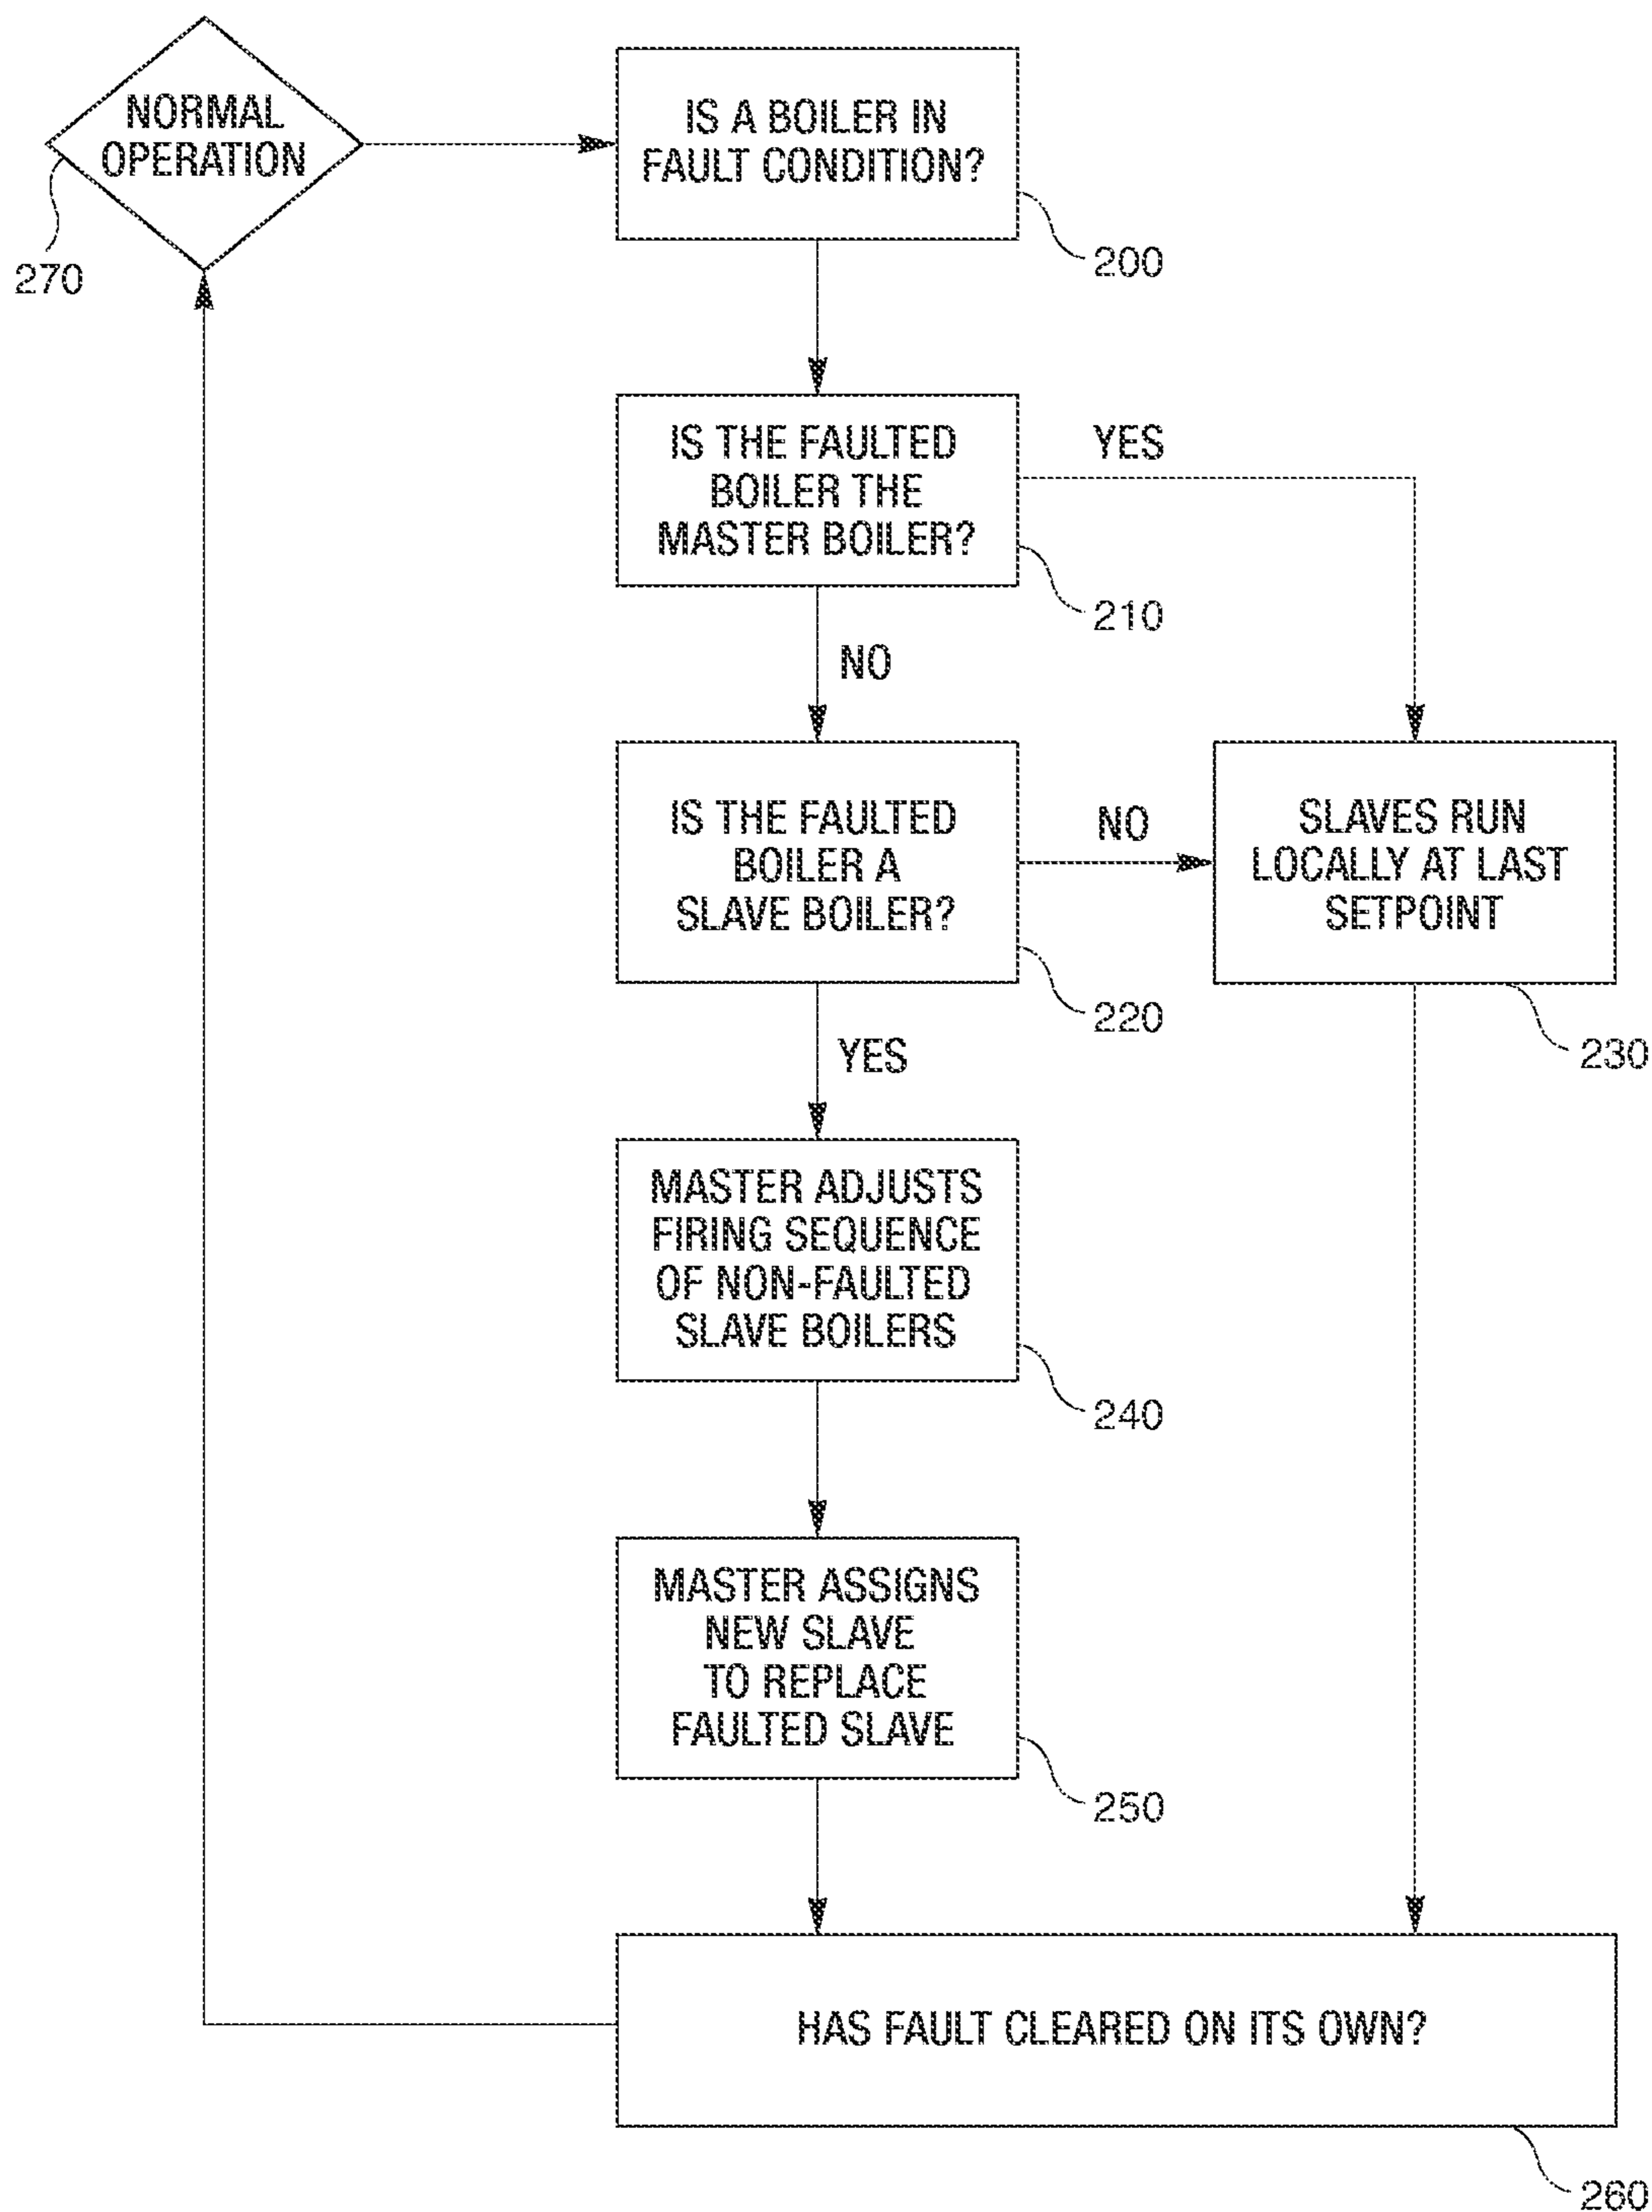 NORMAL
OPERATION
270
IS A BOILER IN
FAULT CONDITION?
200
IS THE FAULTED
BOILER THE
MASTER BOILER?
YES
210
NO
IS THE FAULTED
BOILER A
SLAVE BOILER?
NO
220
SLAVES RUN
LOCALLY AT LAST
SETPOINT
230
YES
MASTER ADJUSTS
FIRING SEQUENCE
OF NON-FAULTED
SLAVE BOILERS
240
MASTER ASSIGNS
NEW SLAVE
TO REPLACE
FAULTED SLAVE
250
HAS FAULT CLEARED ON ITS OWN?
260